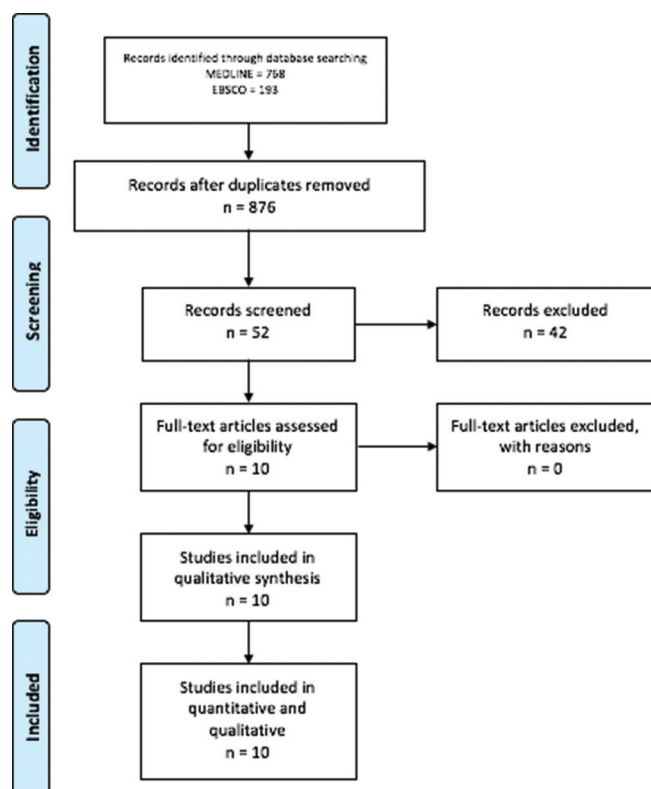 Identification
Records identified through database searching
MEDLINE = 768
EBSCO = 193
Records after duplicates removed
n = 876
Screening
Records screened
n = 52
Records excluded
n = 42
Eligibility
Full-text articles assessed
for eligibility
n = 10
Full-text articles excluded,
with reasons
n = 0
Studies included in
qualitative synthesis
n = 10
Included
Studies included in
quantitative and
qualitative
n = 10